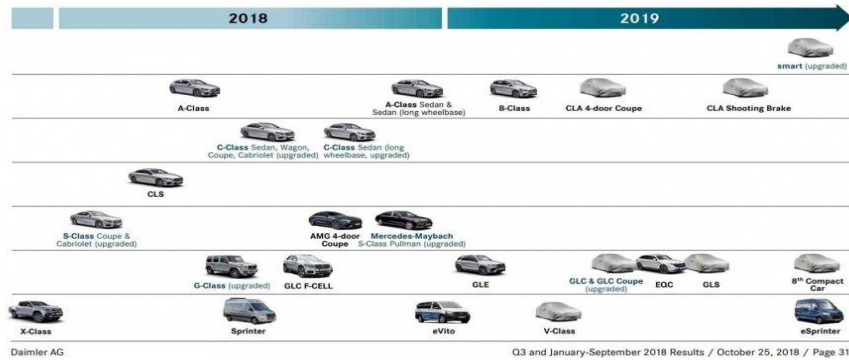 2018
2019
smart (upgraded)
A-Class
A-Class Sedan &
Sedan (long wheelbase)
B-Class
CLA 4-door Coupe
CLA Shooting Brake
C-Class Sedan, Wagon,
Coupe, Cabriolet (upgraded)
C-Class Sedan (long
wheelbase, upgraded)
CLS
S-Class Coupe &
Cabriolet (upgraded)
AMG 4-door
Coupe
Mercedes-Maybach
S-Class Pullman (upgraded)
G-Class (upgraded)
GLC F-CELL
GLE
GLC & GLC Coupe
(upgraded)
EQC
GLS
8th Compact
Car
X-Class
Sprinter
eVito
V-Class
eSprinter
Daimler AG
Q3 and January-September 2018 Results / October 25, 2018 / Page 31